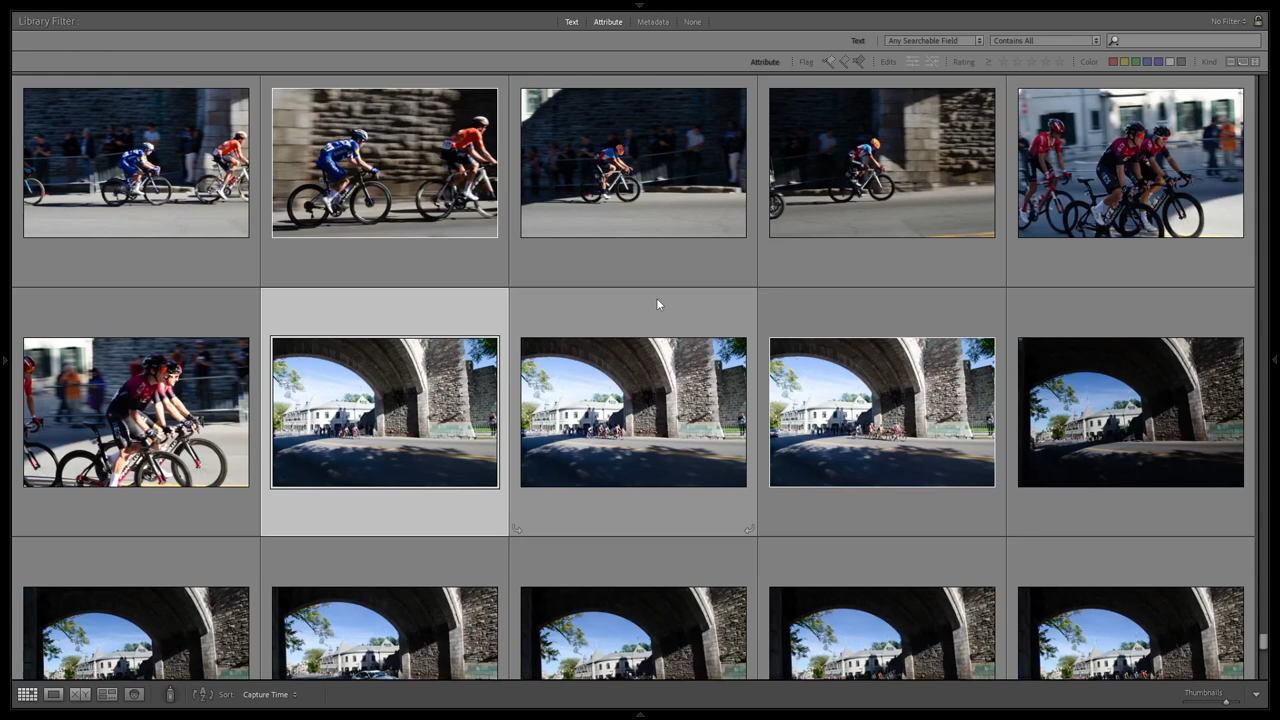 Library Filter : Text Attribute Metadata None No Filter
Text Any Searchable Field Contains All
Attribute Flag Edits Rating ≥ Color Kind
Sort: Capture Time Thumbnails